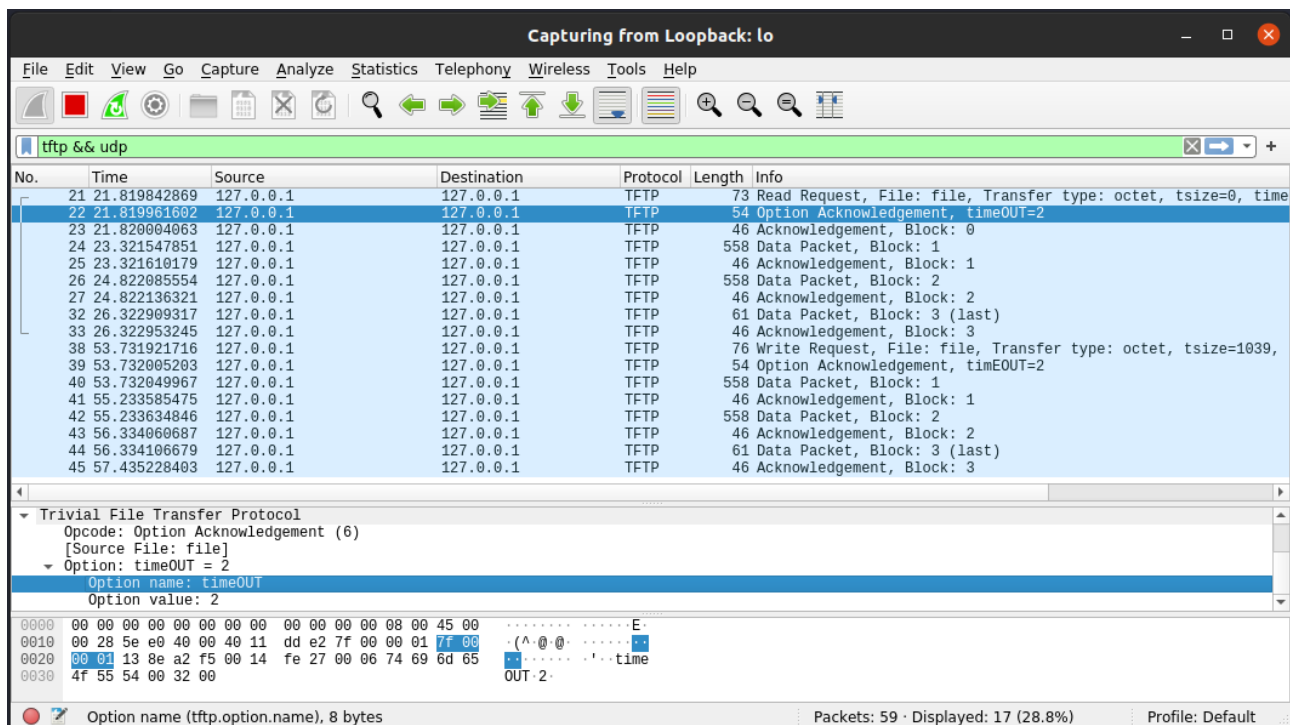 Capturing from Loopback: lo
File Edit View Go Capture Analyze Statistics Telephony Wireless Tools Help
tftp && udp
No. Time Source Destination Protocol Length Info
21 21.819842869 127.0.0.1 127.0.0.1 TFTP 73 Read Request, File: file, Transfer type: octet, tsize=0, time
22 21.819961602 127.0.0.1 127.0.0.1 TFTP 54 Option Acknowledgement, timeOUT=2
23 21.820004063 127.0.0.1 127.0.0.1 TFTP 46 Acknowledgement, Block: 0
24 23.321547851 127.0.0.1 127.0.0.1 TFTP 558 Data Packet, Block: 1
25 23.321610179 127.0.0.1 127.0.0.1 TFTP 46 Acknowledgement, Block: 1
26 24.822085554 127.0.0.1 127.0.0.1 TFTP 558 Data Packet, Block: 2
27 24.822136321 127.0.0.1 127.0.0.1 TFTP 46 Acknowledgement, Block: 2
32 26.322909317 127.0.0.1 127.0.0.1 TFTP 61 Data Packet, Block: 3 (last)
33 26.322953245 127.0.0.1 127.0.0.1 TFTP 46 Acknowledgement, Block: 3
38 53.731921716 127.0.0.1 127.0.0.1 TFTP 76 Write Request, File: file, Transfer type: octet, tsize=1039,
39 53.732005203 127.0.0.1 127.0.0.1 TFTP 54 Option Acknowledgement, timEOUT=2
40 53.732049967 127.0.0.1 127.0.0.1 TFTP 558 Data Packet, Block: 1
41 55.233585475 127.0.0.1 127.0.0.1 TFTP 46 Acknowledgement, Block: 1
42 55.233634846 127.0.0.1 127.0.0.1 TFTP 558 Data Packet, Block: 2
43 56.334060687 127.0.0.1 127.0.0.1 TFTP 46 Acknowledgement, Block: 2
44 56.334106679 127.0.0.1 127.0.0.1 TFTP 61 Data Packet, Block: 3 (last)
45 57.435228403 127.0.0.1 127.0.0.1 TFTP 46 Acknowledgement, Block: 3
Trivial File Transfer Protocol
Opcode: Option Acknowledgement (6)
[Source File: file]
Option: timeOUT = 2
Option name: timeOUT
Option value: 2
0000 00 00 00 00 00 00 00 00 00 00 00 00 08 00 45 00 ········ ······E·
0010 00 28 5e e0 40 00 40 11 dd e2 7f 00 00 01 7f 00 ·(^·@·@· ········
0020 00 01 13 8e a2 f5 00 14 fe 27 00 06 74 69 6d 65 ········ ·'··time
0030 4f 55 54 00 32 00 OUT·2·
Option name (tftp.option.name), 8 bytes Packets: 59 · Displayed: 17 (28.8%) Profile: Default